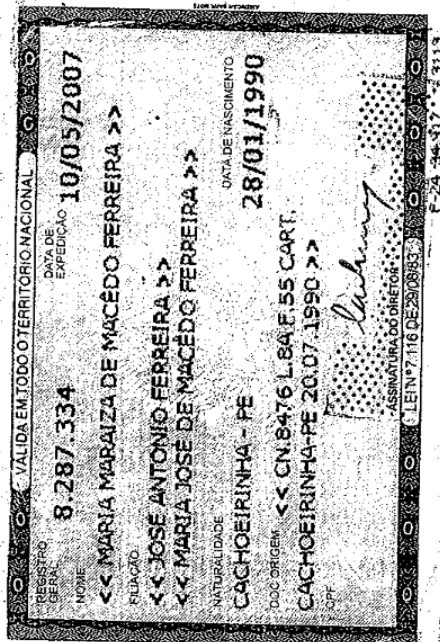 VÁLIDA EM TODO O TERRITÓRIO NACIONAL
REGISTRO GERAL 8.287.334 DATA DE EXPEDIÇÃO 10/05/2007
NOME
<< MARIA MARAIZA DE MACÊDO FERREIRA >>
FILIAÇÃO
<< JOSE ANTONIO FERREIRA >>
<< MARIA JOSÉ DE MACÊDO FERREIRA >>
NATURALIDADE DATA DE NASCIMENTO
CACHOEIRINHA - PE 28/01/1990
DOC ORIGEM << CN.8476 L.8A F.55 CART.
CACHOEIRINHA-PE 20.07.1990 >>
CPF
ASSINATURA DO DIRETOR
LEI Nº 7.116 DE 29/08/83